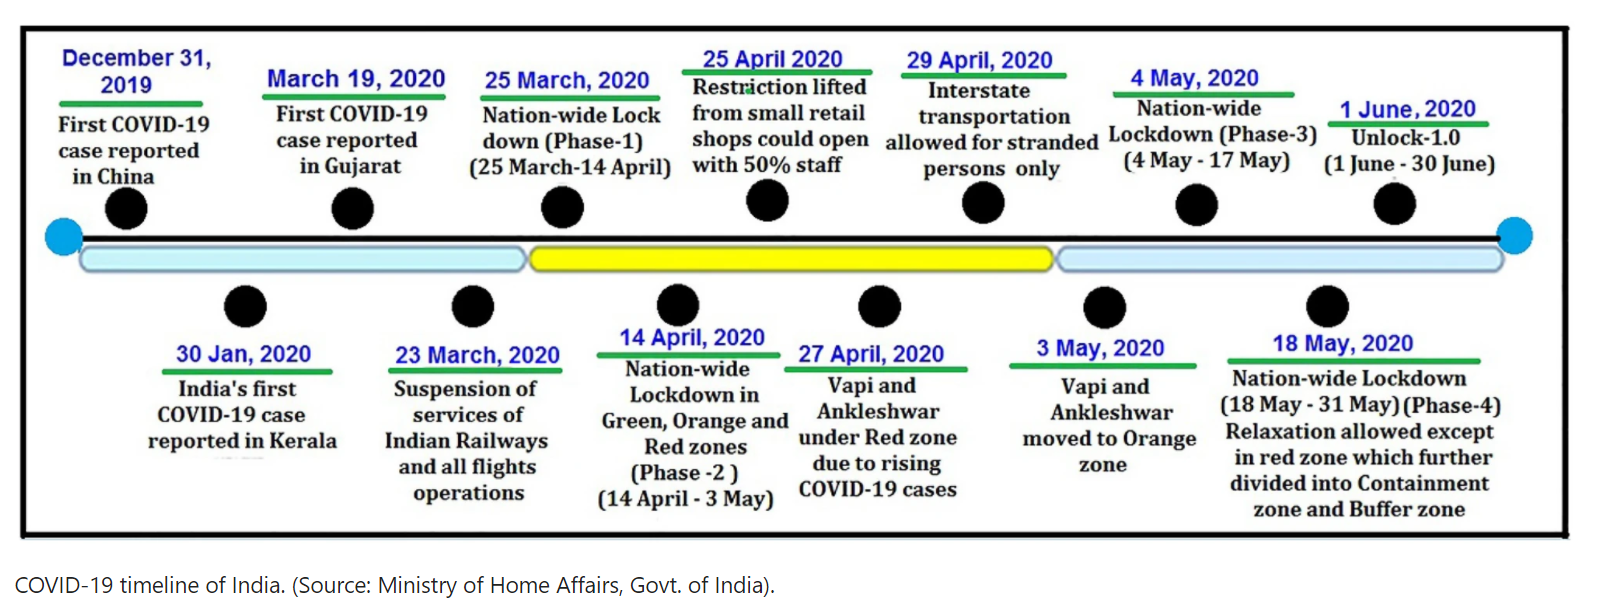 December 31,
2019
First COVID-19
case reported
in China
March 19, 2020
First COVID-19
case reported
in Gujarat
25 March, 2020
Nation-wide Lock
down (Phase-1)
(25 March-14 April)
25 April 2020
Restriction lifted
from small retail
shops could open
with 50% staff
29 April, 2020
Interstate
transportation
allowed for stranded
persons only
4 May, 2020
Nation-wide
Lockdown (Phase-3)
(4 May - 17 May)
1 June, 2020
Unlock-1.0
(1 June - 30 June)
30 Jan, 2020
India's first
COVID-19 case
reported in Kerala
23 March, 2020
Suspension of
services of
Indian Railways
and all flights
operations
14 April, 2020
Nation-wide
Lockdown in
Green, Orange and
Red zones
(Phase -2 )
(14 April - 3 May)
27 April, 2020
Vapi and
Ankleshwar
under Red zone
due to rising
COVID-19 cases
3 May, 2020
Vapi and
Ankleshwar
moved to Orange
zone
18 May, 2020
Nation-wide Lockdown
(18 May - 31 May) (Phase-4)
Relaxation allowed except
in red zone which further
divided into Containment
zone and Buffer zone
COVID-19 timeline of India. (Source: Ministry of Home Affairs, Govt. of India).